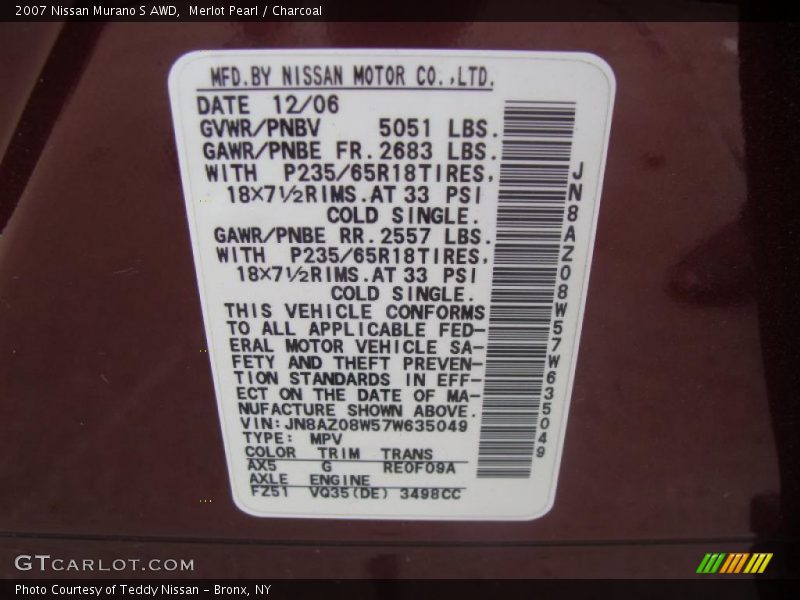 2007 Nissan Murano S AWD,  Merlot Pearl / Charcoal
MFD.BY NISSAN MOTOR CO.,LTD.
DATE 12/06
GVWR/PNBV 5051 LBS.
GAWR/PNBE FR.2683 LBS.
WITH P235/65R18TIRES,
18×7½RIMS.AT 33 PSI
COLD SINGLE.
GAWR/PNBE RR.2557 LBS.
WITH P235/65R18TIRES,
18×7½RIMS.AT 33 PSI
COLD SINGLE.
THIS VEHICLE CONFORMS
TO ALL APPLICABLE FED-
ERAL MOTOR VEHICLE SA-
FETY AND THEFT PREVEN-
TION STANDARDS IN EFF-
ECT ON THE DATE OF MA-
NUFACTURE SHOWN ABOVE.
VIN:JN8AZ08W57W635049
TYPE: MPV
COLOR TRIM TRANS
AX5 G RE0F09A
AXLE ENGINE
FZ51 VQ35(DE) 3498CC
JN8AZ08W57W635049
GTCARLOT.COM
Photo Courtesy of Teddy Nissan - Bronx, NY